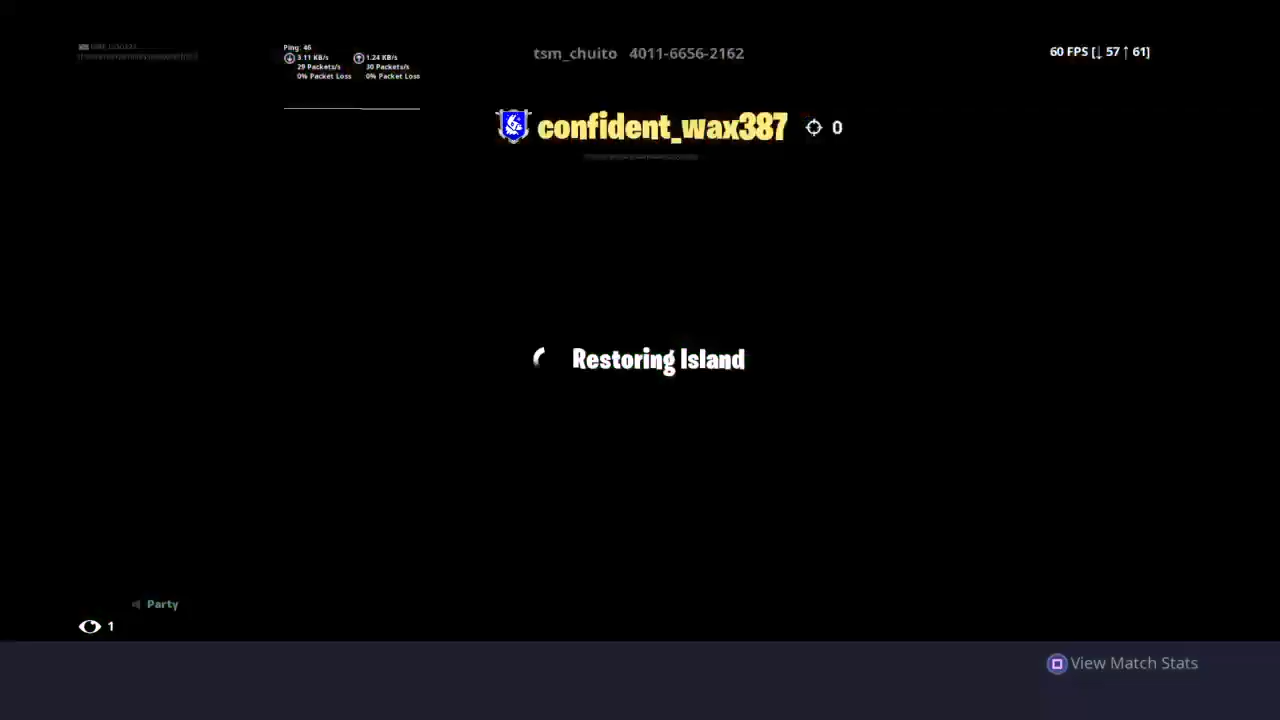 Ping: 46
3.11 KB/s 1.24 KB/s
29 Packets/s 30 Packets/s
0% Packet Loss 0% Packet Loss
tsm_chuito 4011-6656-2162
60 FPS [↓ 57 ↑ 61]
confident_wax387 0
Restoring Island
Party
1
View Match Stats